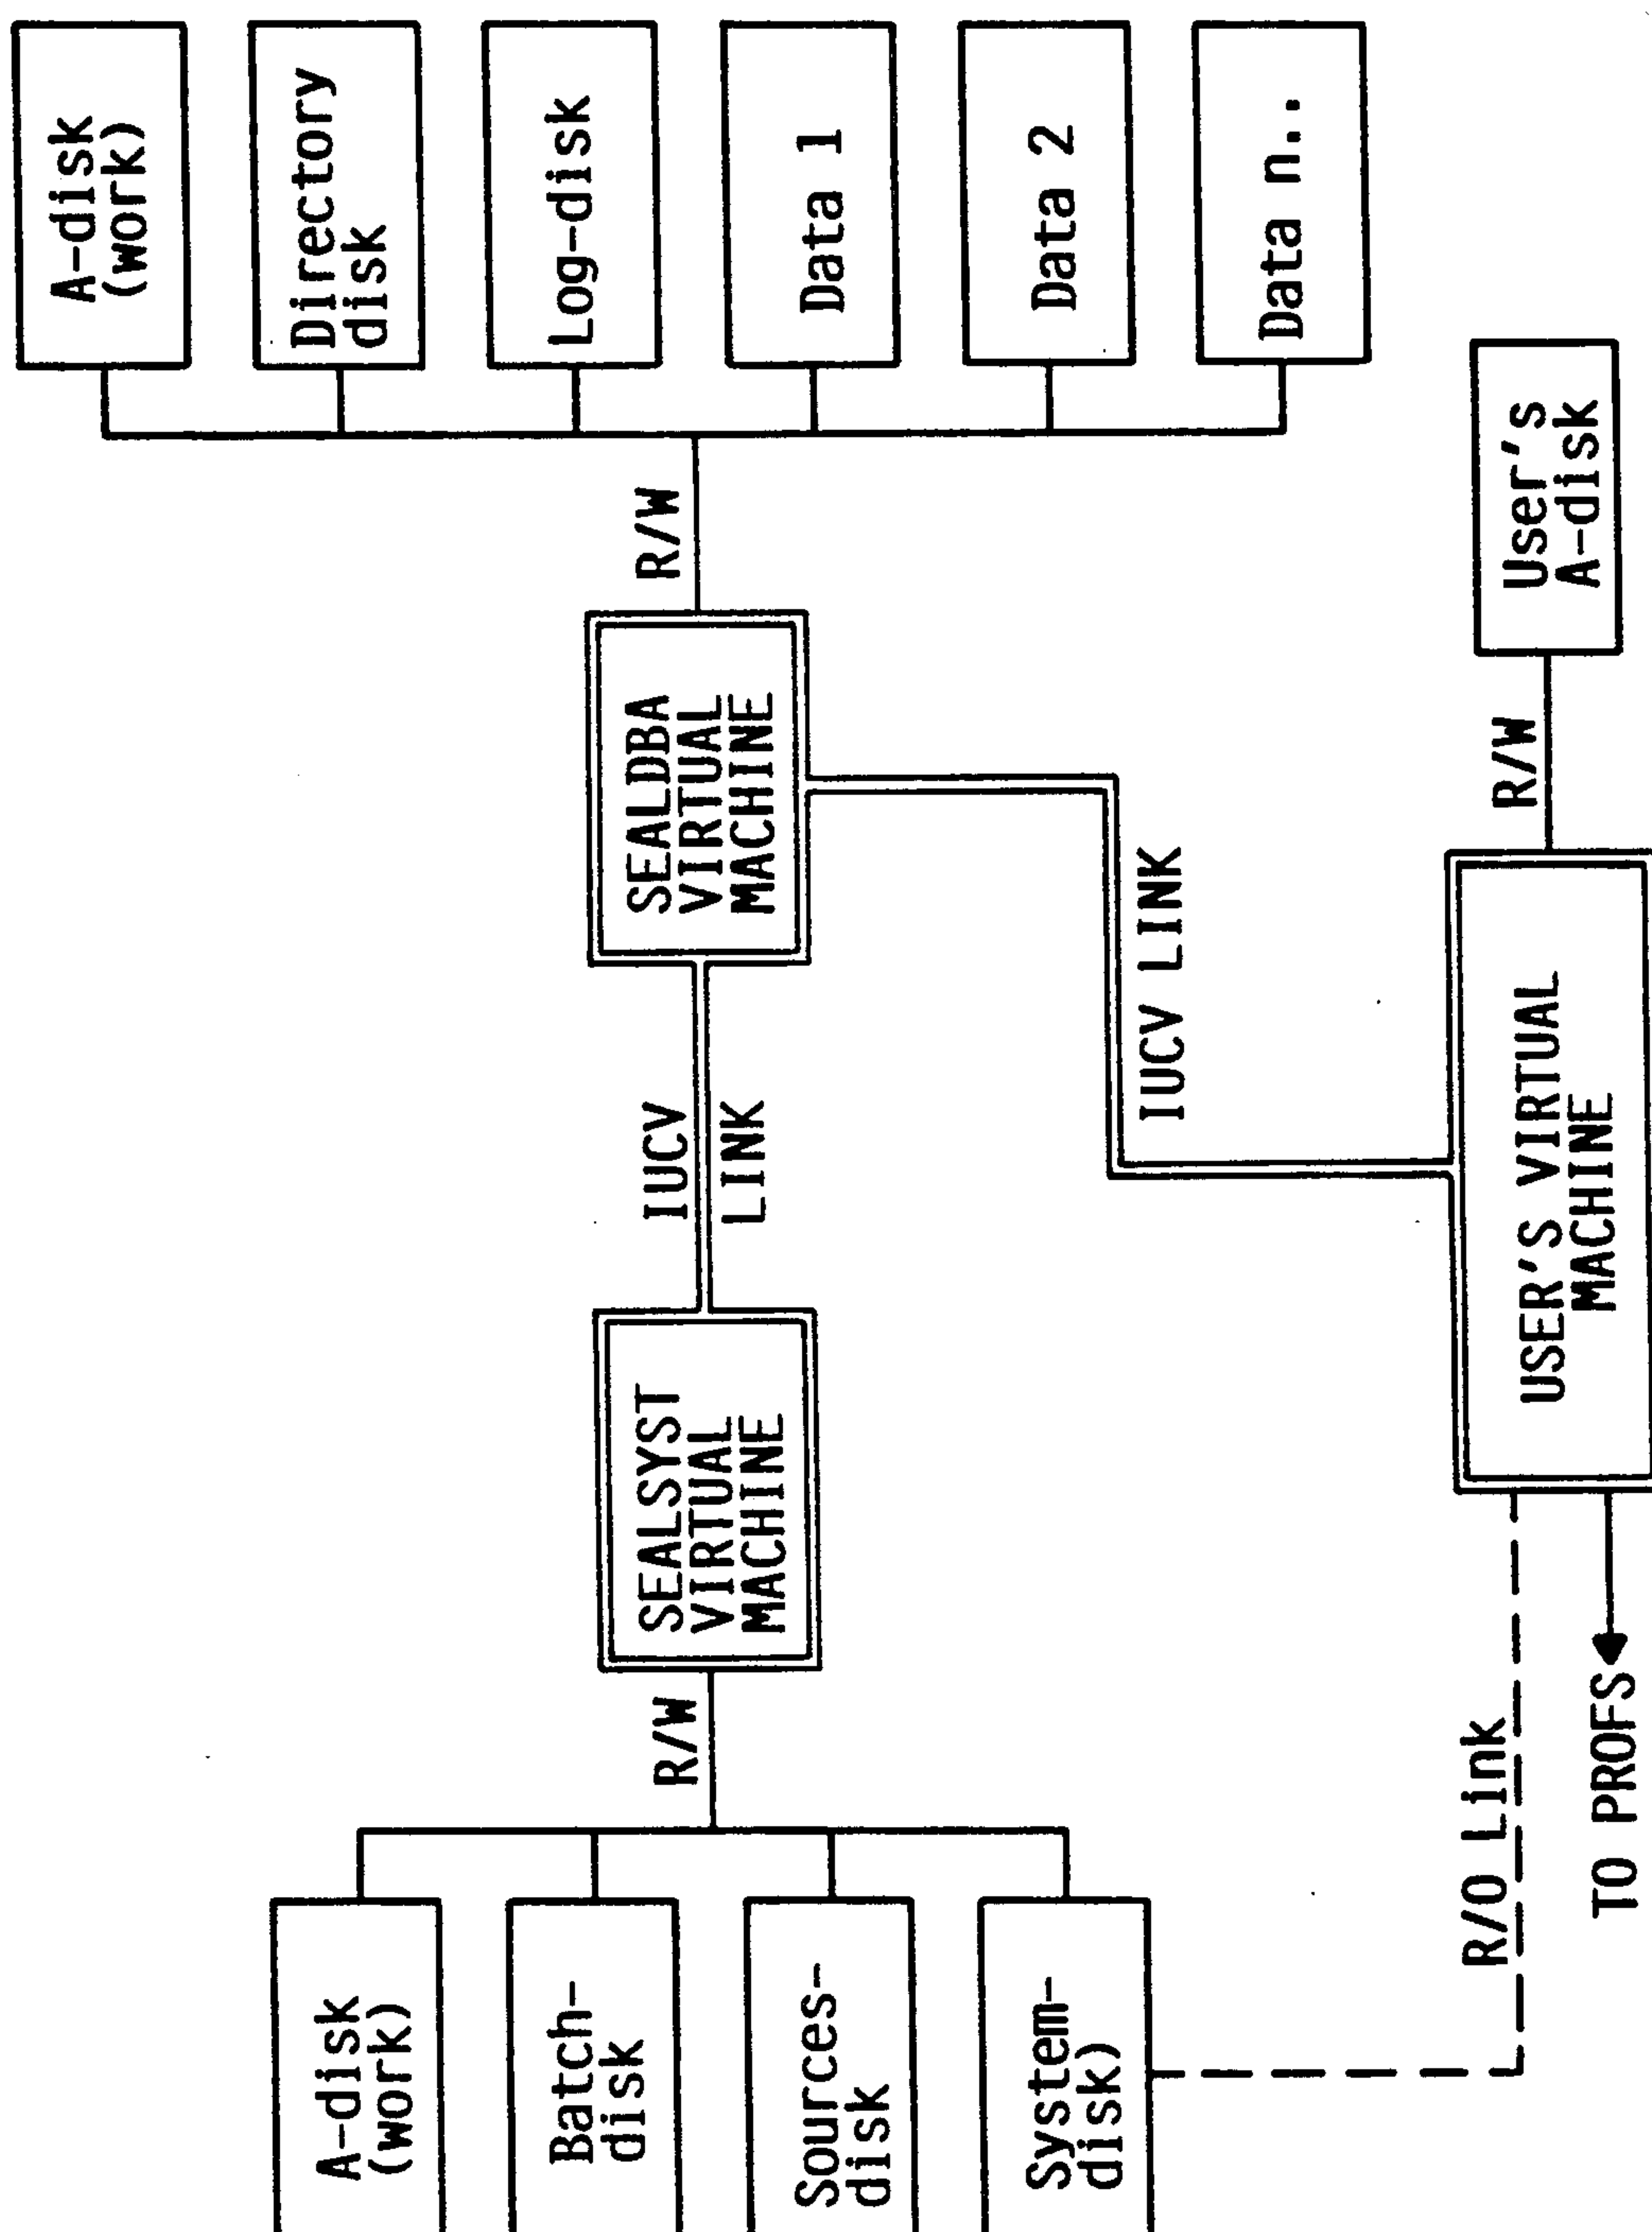 A-disk
(work)
Batch-
disk
Sources-
disk
System-
disk)
R/W
SEALSYST
VIRTUAL
MACHINE
IUCV
LINK
SEALDBA
VIRTUAL
MACHINE
R/W
A-disk
(work)
Directory
disk
Log-disk
Data 1
Data 2
Data n..
IUCV LINK
R/O Link
TO PROFS
USER'S VIRTUAL
MACHINE
R/W
User's
A-disk